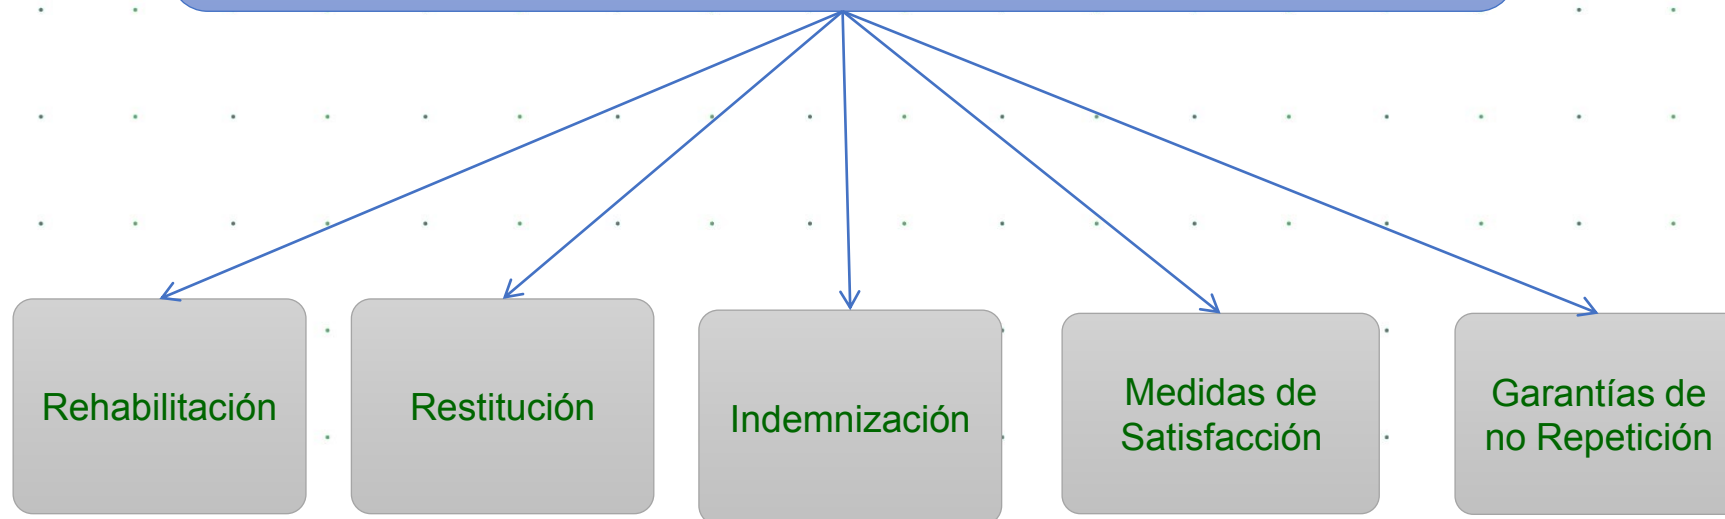 Rehabilitación
Restitución
Indemnización
Medidas de
Satisfacción
Garantías de
no Repetición